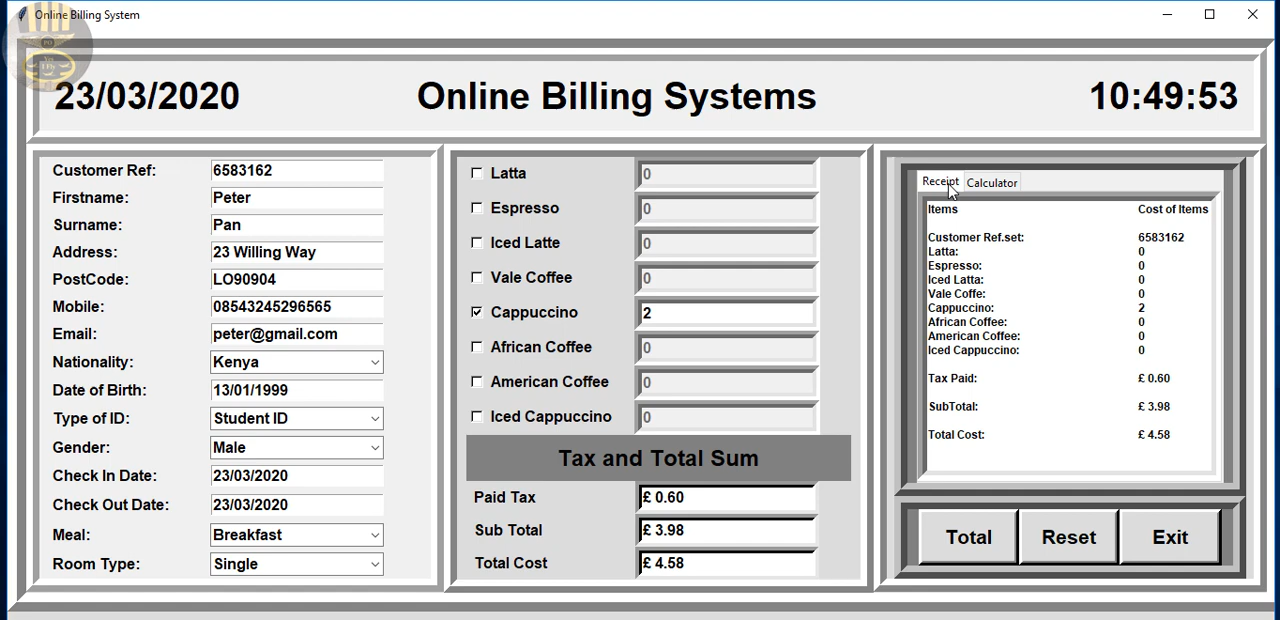 Online Billing System
23/03/2020 Online Billing Systems 10:49:53
Customer Ref: 6583162
Firstname: Peter
Surname: Pan
Address: 23 Willing Way
PostCode: LO90904
Mobile: 08543245296565
Email: peter@gmail.com
Nationality: Kenya
Date of Birth: 13/01/1999
Type of ID: Student ID
Gender: Male
Check In Date: 23/03/2020
Check Out Date: 23/03/2020
Meal: Breakfast
Room Type: Single
Latta 0
Espresso 0
Iced Latte 0
Vale Coffee 0
Cappuccino 2
African Coffee 0
American Coffee 0
Iced Cappuccino 0
Tax and Total Sum
Paid Tax £ 0.60
Sub Total £ 3.98
Total Cost £ 4.58
Receipt Calculator
Items Cost of Items
Customer Ref.set: 6583162
Latta: 0
Espresso: 0
Iced Latta: 0
Vale Coffe: 0
Cappuccino: 2
African Coffee: 0
American Coffee: 0
Iced Cappuccino: 0
Tax Paid: £ 0.60
SubTotal: £ 3.98
Total Cost: £ 4.58
Total Reset Exit